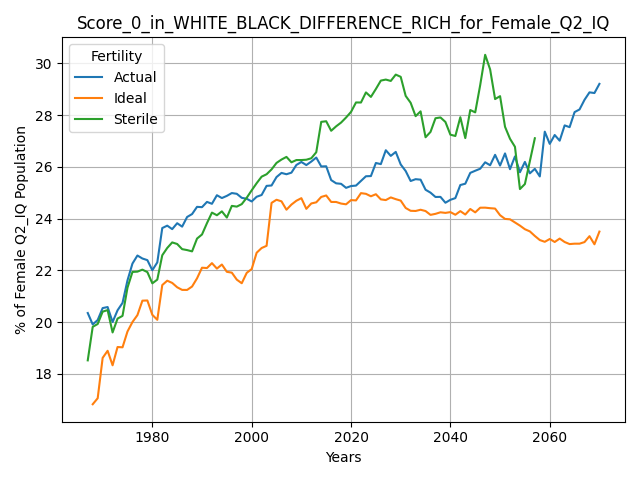 Score_0_in_WHITE_BLACK_DIFFERENCE_RICH_for_Female_Q2_IQ
Fertility
Actual
Ideal
Sterile
% of Female Q2_IQ Population
30
28
26
24
22
20
18
1980
2000
2020
2040
2060
Years